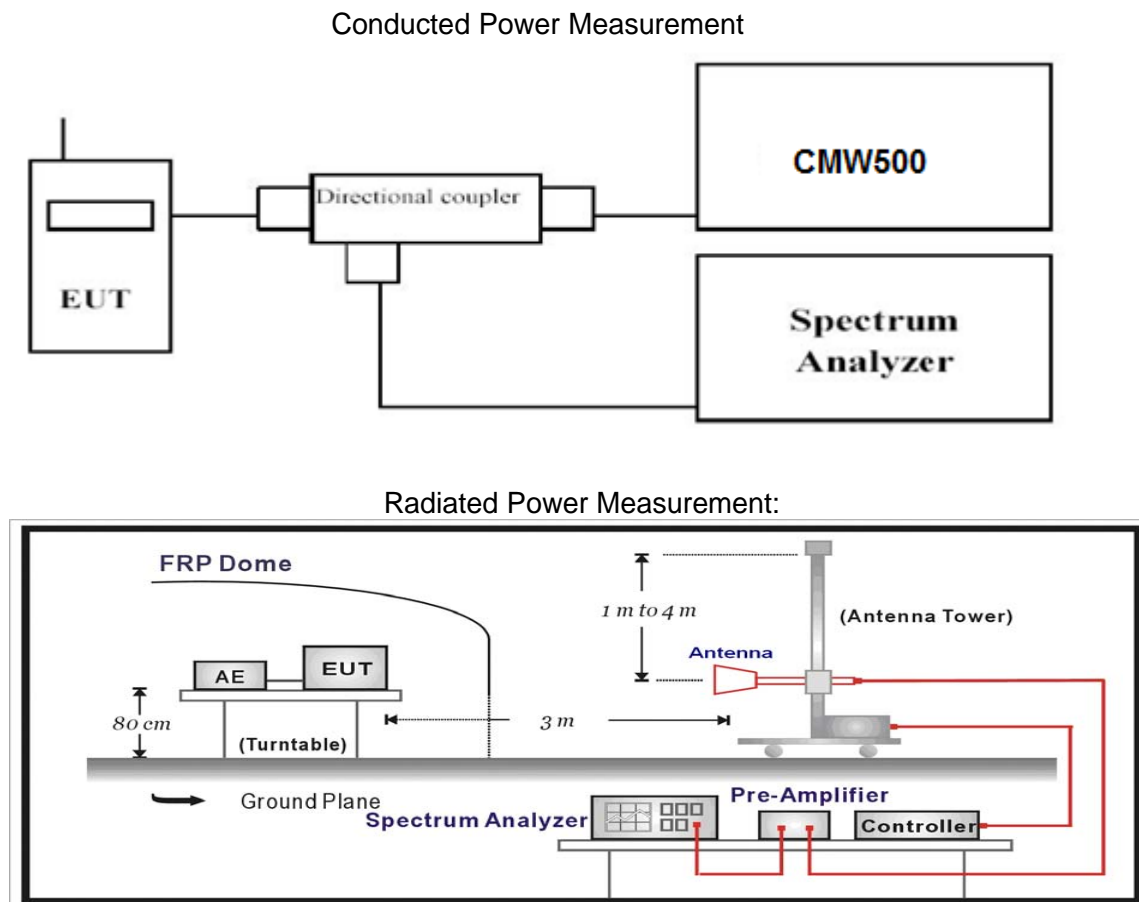 Conducted Power Measurement
CMW500
Directional coupler
EUT
Spectrum
Analyzer
Radiated Power Measurement:
FRP Dome
1 m to 4 m
(Antenna Tower)
Antenna
AE
EUT
80 cm
3 m
(Turntable)
Ground Plane
Pre-Amplifier
Spectrum Analyzer
Controller